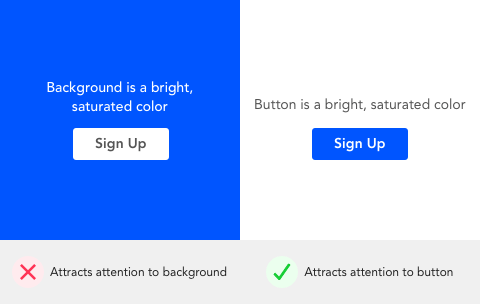 Background is a bright,
saturated color
Sign Up
Button is a bright, saturated color
Sign Up
Attracts attention to background
Attracts attention to button